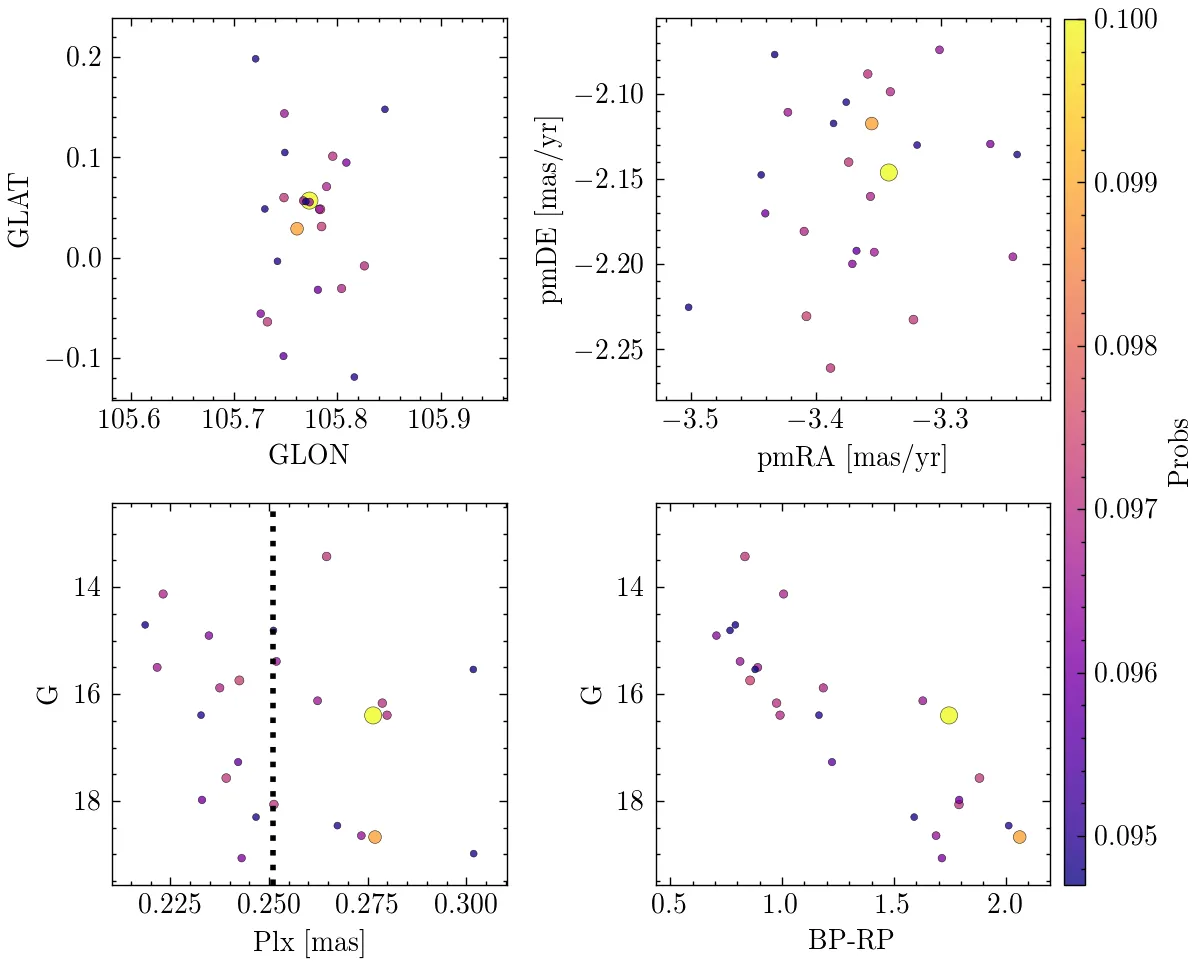 0.2
0.1
0.0
−0.1
GLAT
105.6 105.7 105.8 105.9
GLON
−2.10
−2.15
−2.20
−2.25
pmDE [mas/yr]
−3.5 −3.4 −3.3
pmRA [mas/yr]
14
16
18
G
0.225 0.250 0.275 0.300
Plx [mas]
14
16
18
G
0.5 1.0 1.5 2.0
BP-RP
0.100
0.099
0.098
0.097
0.096
0.095
Probs